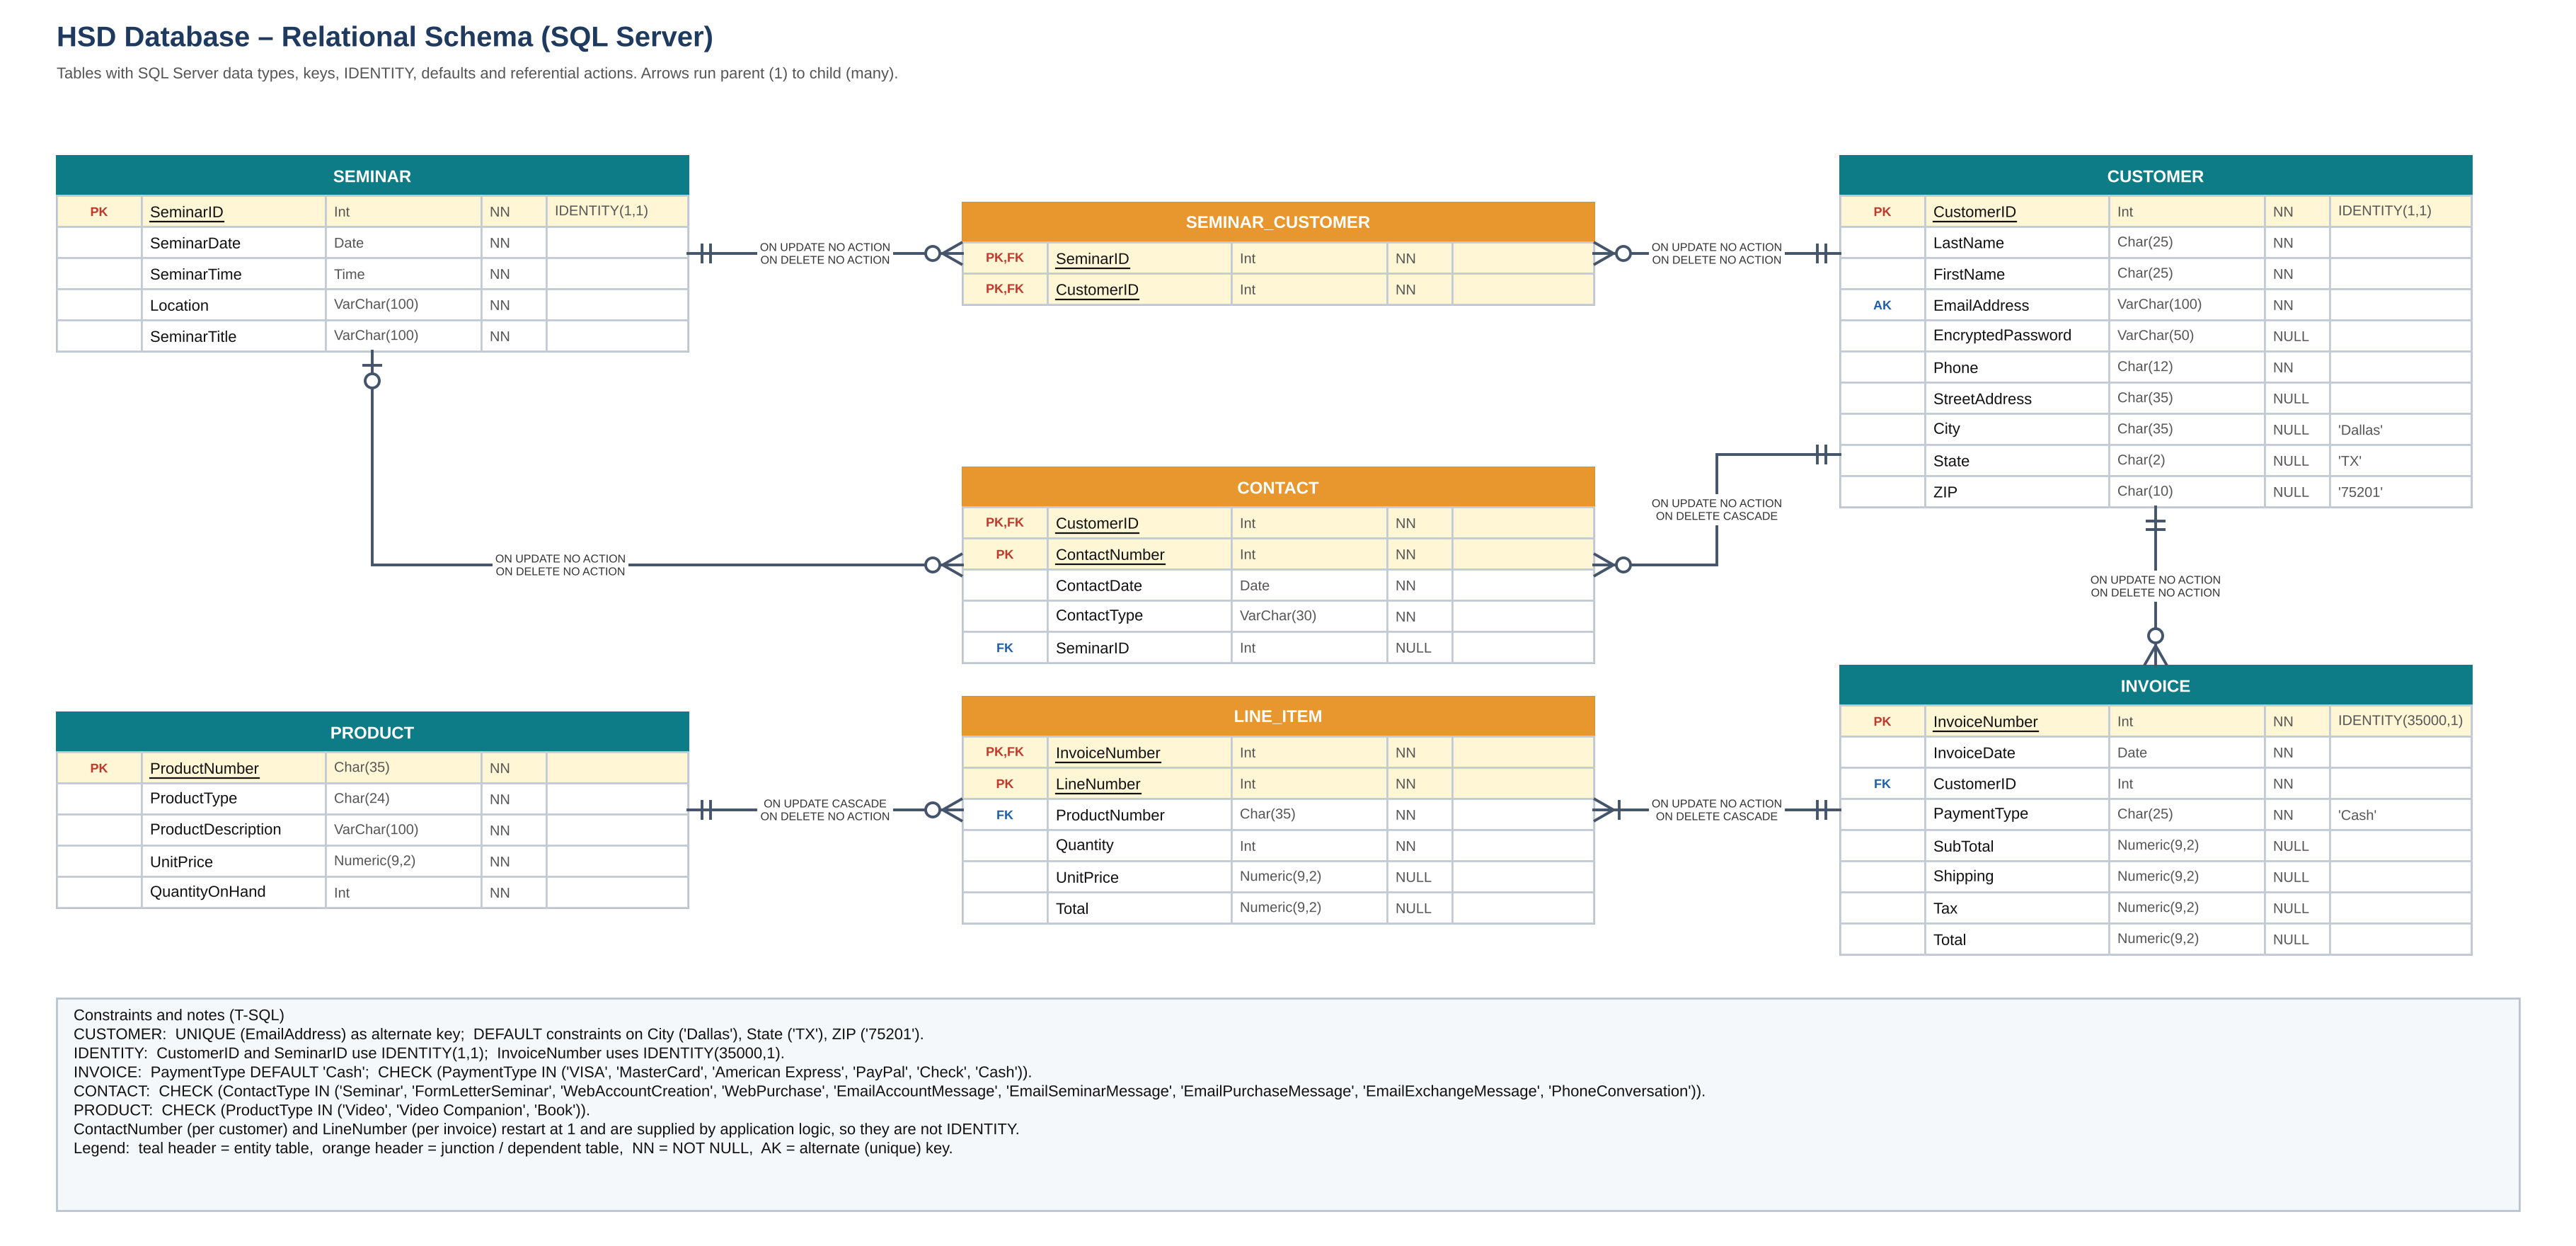 HSD Database – Relational Schema (SQL Server)
Tables with SQL Server data types, keys, IDENTITY, defaults and referential actions. Arrows run parent (1) to child (many).
SEMINAR
PK SeminarID Int NN IDENTITY(1,1)
SeminarDate Date NN
SeminarTime Time NN
Location VarChar(100) NN
SeminarTitle VarChar(100) NN
ON UPDATE NO ACTION
ON DELETE NO ACTION
SEMINAR_CUSTOMER
PK,FK SeminarID Int NN
PK,FK CustomerID Int NN
ON UPDATE NO ACTION
ON DELETE NO ACTION
CUSTOMER
PK CustomerID Int NN IDENTITY(1,1)
LastName Char(25) NN
FirstName Char(25) NN
AK EmailAddress VarChar(100) NN
EncryptedPassword VarChar(50) NULL
Phone Char(12) NN
StreetAddress Char(35) NULL
City Char(35) NULL 'Dallas'
State Char(2) NULL 'TX'
ZIP Char(10) NULL '75201'
ON UPDATE NO ACTION
ON DELETE NO ACTION
CONTACT
PK,FK CustomerID Int NN
PK ContactNumber Int NN
ContactDate Date NN
ContactType VarChar(30) NN
FK SeminarID Int NULL
ON UPDATE NO ACTION
ON DELETE CASCADE
ON UPDATE NO ACTION
ON DELETE NO ACTION
PRODUCT
PK ProductNumber Char(35) NN
ProductType Char(24) NN
ProductDescription VarChar(100) NN
UnitPrice Numeric(9,2) NN
QuantityOnHand Int NN
ON UPDATE CASCADE
ON DELETE NO ACTION
LINE_ITEM
PK,FK InvoiceNumber Int NN
PK LineNumber Int NN
FK ProductNumber Char(35) NN
Quantity Int NN
UnitPrice Numeric(9,2) NULL
Total Numeric(9,2) NULL
ON UPDATE NO ACTION
ON DELETE CASCADE
INVOICE
PK InvoiceNumber Int NN IDENTITY(35000,1)
InvoiceDate Date NN
FK CustomerID Int NN
PaymentType Char(25) NN 'Cash'
SubTotal Numeric(9,2) NULL
Shipping Numeric(9,2) NULL
Tax Numeric(9,2) NULL
Total Numeric(9,2) NULL
Constraints and notes (T-SQL)
CUSTOMER: UNIQUE (EmailAddress) as alternate key; DEFAULT constraints on City ('Dallas'), State ('TX'), ZIP ('75201').
IDENTITY: CustomerID and SeminarID use IDENTITY(1,1); InvoiceNumber uses IDENTITY(35000,1).
INVOICE: PaymentType DEFAULT 'Cash'; CHECK (PaymentType IN ('VISA', 'MasterCard', 'American Express', 'PayPal', 'Check', 'Cash')).
CONTACT: CHECK (ContactType IN ('Seminar', 'FormLetterSeminar', 'WebAccountCreation', 'WebPurchase', 'EmailAccountMessage', 'EmailSeminarMessage', 'EmailPurchaseMessage', 'EmailExchangeMessage', 'PhoneConversation')).
PRODUCT: CHECK (ProductType IN ('Video', 'Video Companion', 'Book')).
ContactNumber (per customer) and LineNumber (per invoice) restart at 1 and are supplied by application logic, so they are not IDENTITY.
Legend: teal header = entity table, orange header = junction / dependent table, NN = NOT NULL, AK = alternate (unique) key.